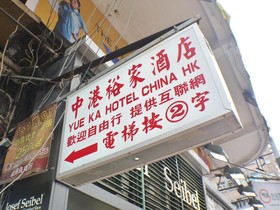 中港裕家酒店
YUE KA HOTEL CHINA HK
歡迎自由行 提供互聯網
電梯按②字
Josef Seibel
Seibel